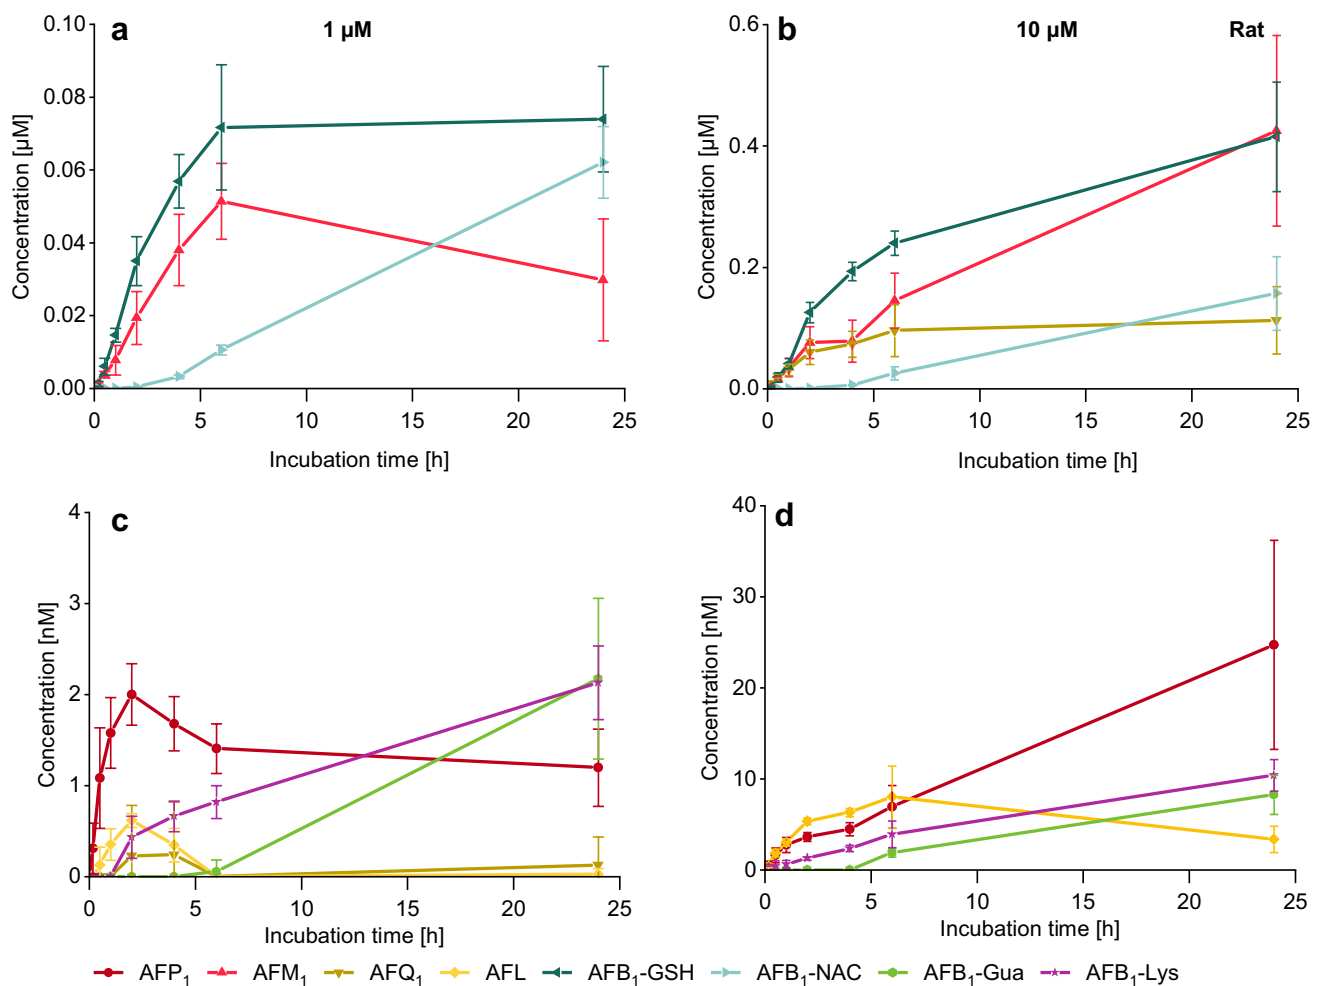 a
1 µM
0.10
0.08
0.06
0.04
0.02
0.00
Concentration [µM]
0
5
10
15
20
25
Incubation time [h]
b
10 µM
Rat
0.6
0.4
0.2
0.0
Concentration [µM]
0
5
10
15
20
25
Incubation time [h]
c
4
3
2
1
0
Concentration [nM]
0
5
10
15
20
25
Incubation time [h]
d
40
30
20
10
0
Concentration [nM]
0
5
10
15
20
25
Incubation time [h]
AFP₁ AFM₁ AFQ₁ AFL AFB₁-GSH AFB₁-NAC AFB₁-Gua AFB₁-Lys